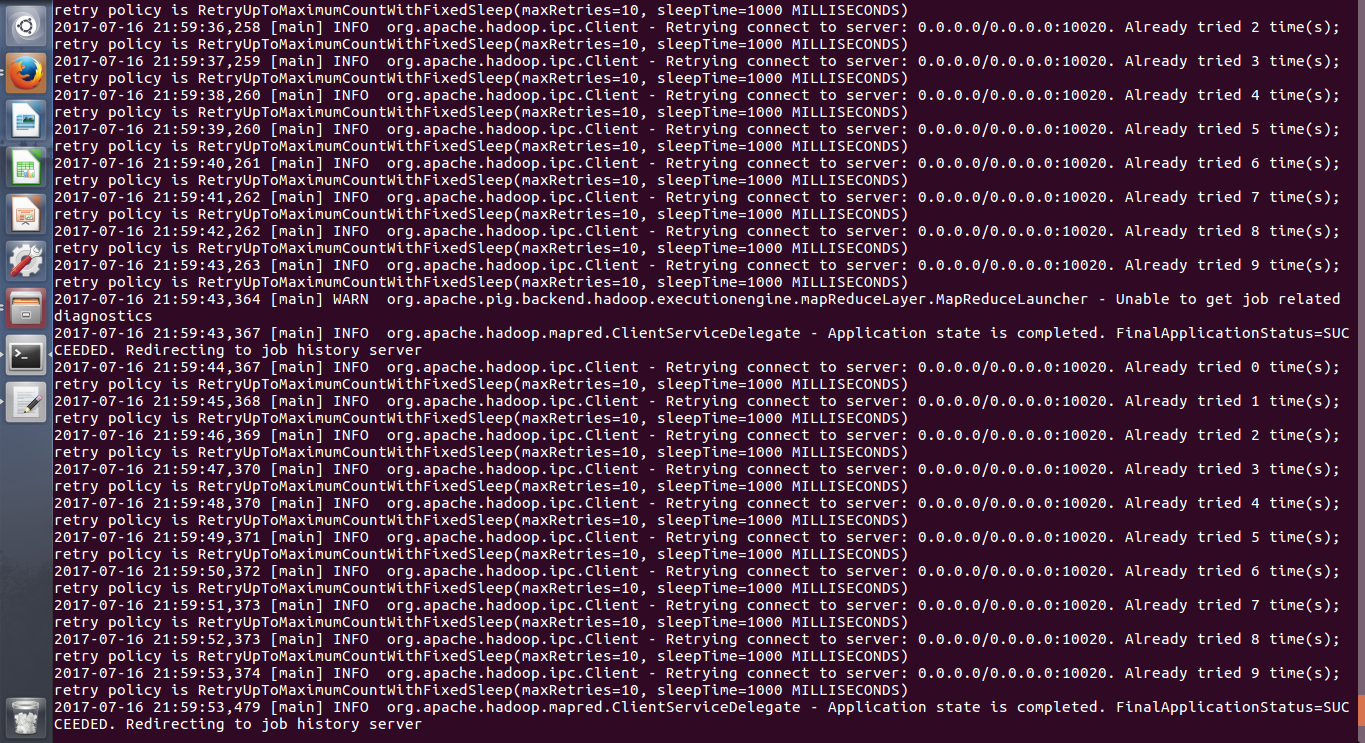 retry policy is RetryUpToMaximumCountWithFixedSleep(maxRetries=10, sleepTime=1000 MILLISECONDS)
2017-07-16 21:59:36,258 [main] INFO  org.apache.hadoop.ipc.Client - Retrying connect to server: 0.0.0.0/0.0.0.0:10020. Already tried 2 time(s);
retry policy is RetryUpToMaximumCountWithFixedSleep(maxRetries=10, sleepTime=1000 MILLISECONDS)
2017-07-16 21:59:37,259 [main] INFO  org.apache.hadoop.ipc.Client - Retrying connect to server: 0.0.0.0/0.0.0.0:10020. Already tried 3 time(s);
retry policy is RetryUpToMaximumCountWithFixedSleep(maxRetries=10, sleepTime=1000 MILLISECONDS)
2017-07-16 21:59:38,260 [main] INFO  org.apache.hadoop.ipc.Client - Retrying connect to server: 0.0.0.0/0.0.0.0:10020. Already tried 4 time(s);
retry policy is RetryUpToMaximumCountWithFixedSleep(maxRetries=10, sleepTime=1000 MILLISECONDS)
2017-07-16 21:59:39,260 [main] INFO  org.apache.hadoop.ipc.Client - Retrying connect to server: 0.0.0.0/0.0.0.0:10020. Already tried 5 time(s);
retry policy is RetryUpToMaximumCountWithFixedSleep(maxRetries=10, sleepTime=1000 MILLISECONDS)
2017-07-16 21:59:40,261 [main] INFO  org.apache.hadoop.ipc.Client - Retrying connect to server: 0.0.0.0/0.0.0.0:10020. Already tried 6 time(s);
retry policy is RetryUpToMaximumCountWithFixedSleep(maxRetries=10, sleepTime=1000 MILLISECONDS)
2017-07-16 21:59:41,262 [main] INFO  org.apache.hadoop.ipc.Client - Retrying connect to server: 0.0.0.0/0.0.0.0:10020. Already tried 7 time(s);
retry policy is RetryUpToMaximumCountWithFixedSleep(maxRetries=10, sleepTime=1000 MILLISECONDS)
2017-07-16 21:59:42,262 [main] INFO  org.apache.hadoop.ipc.Client - Retrying connect to server: 0.0.0.0/0.0.0.0:10020. Already tried 8 time(s);
retry policy is RetryUpToMaximumCountWithFixedSleep(maxRetries=10, sleepTime=1000 MILLISECONDS)
2017-07-16 21:59:43,263 [main] INFO  org.apache.hadoop.ipc.Client - Retrying connect to server: 0.0.0.0/0.0.0.0:10020. Already tried 9 time(s);
retry policy is RetryUpToMaximumCountWithFixedSleep(maxRetries=10, sleepTime=1000 MILLISECONDS)
2017-07-16 21:59:43,364 [main] WARN  org.apache.pig.backend.hadoop.executionengine.mapReduceLayer.MapReduceLauncher - Unable to get job related
diagnostics
2017-07-16 21:59:43,367 [main] INFO  org.apache.hadoop.mapred.ClientServiceDelegate - Application state is completed. FinalApplicationStatus=SUC
CEEDED. Redirecting to job history server
2017-07-16 21:59:44,367 [main] INFO  org.apache.hadoop.ipc.Client - Retrying connect to server: 0.0.0.0/0.0.0.0:10020. Already tried 0 time(s);
retry policy is RetryUpToMaximumCountWithFixedSleep(maxRetries=10, sleepTime=1000 MILLISECONDS)
2017-07-16 21:59:45,368 [main] INFO  org.apache.hadoop.ipc.Client - Retrying connect to server: 0.0.0.0/0.0.0.0:10020. Already tried 1 time(s);
retry policy is RetryUpToMaximumCountWithFixedSleep(maxRetries=10, sleepTime=1000 MILLISECONDS)
2017-07-16 21:59:46,369 [main] INFO  org.apache.hadoop.ipc.Client - Retrying connect to server: 0.0.0.0/0.0.0.0:10020. Already tried 2 time(s);
retry policy is RetryUpToMaximumCountWithFixedSleep(maxRetries=10, sleepTime=1000 MILLISECONDS)
2017-07-16 21:59:47,370 [main] INFO  org.apache.hadoop.ipc.Client - Retrying connect to server: 0.0.0.0/0.0.0.0:10020. Already tried 3 time(s);
retry policy is RetryUpToMaximumCountWithFixedSleep(maxRetries=10, sleepTime=1000 MILLISECONDS)
2017-07-16 21:59:48,370 [main] INFO  org.apache.hadoop.ipc.Client - Retrying connect to server: 0.0.0.0/0.0.0.0:10020. Already tried 4 time(s);
retry policy is RetryUpToMaximumCountWithFixedSleep(maxRetries=10, sleepTime=1000 MILLISECONDS)
2017-07-16 21:59:49,371 [main] INFO  org.apache.hadoop.ipc.Client - Retrying connect to server: 0.0.0.0/0.0.0.0:10020. Already tried 5 time(s);
retry policy is RetryUpToMaximumCountWithFixedSleep(maxRetries=10, sleepTime=1000 MILLISECONDS)
2017-07-16 21:59:50,372 [main] INFO  org.apache.hadoop.ipc.Client - Retrying connect to server: 0.0.0.0/0.0.0.0:10020. Already tried 6 time(s);
retry policy is RetryUpToMaximumCountWithFixedSleep(maxRetries=10, sleepTime=1000 MILLISECONDS)
2017-07-16 21:59:51,373 [main] INFO  org.apache.hadoop.ipc.Client - Retrying connect to server: 0.0.0.0/0.0.0.0:10020. Already tried 7 time(s);
retry policy is RetryUpToMaximumCountWithFixedSleep(maxRetries=10, sleepTime=1000 MILLISECONDS)
2017-07-16 21:59:52,373 [main] INFO  org.apache.hadoop.ipc.Client - Retrying connect to server: 0.0.0.0/0.0.0.0:10020. Already tried 8 time(s);
retry policy is RetryUpToMaximumCountWithFixedSleep(maxRetries=10, sleepTime=1000 MILLISECONDS)
2017-07-16 21:59:53,374 [main] INFO  org.apache.hadoop.ipc.Client - Retrying connect to server: 0.0.0.0/0.0.0.0:10020. Already tried 9 time(s);
retry policy is RetryUpToMaximumCountWithFixedSleep(maxRetries=10, sleepTime=1000 MILLISECONDS)
2017-07-16 21:59:53,479 [main] INFO  org.apache.hadoop.mapred.ClientServiceDelegate - Application state is completed. FinalApplicationStatus=SUC
CEEDED. Redirecting to job history server